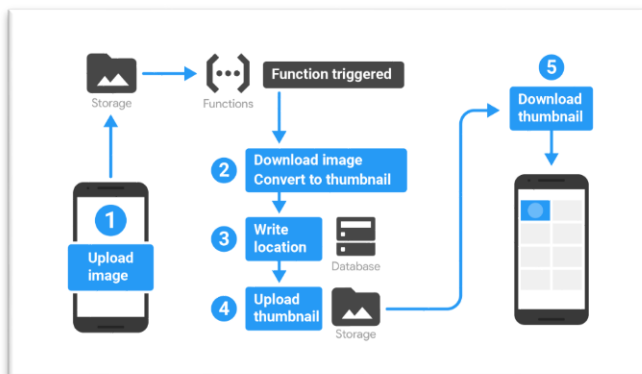 Storage
Functions
Function triggered
1
Upload
image
2
Download image
Convert to thumbnail
3
Write
location
Database
4
Upload
thumbnail
Storage
5
Download
thumbnail